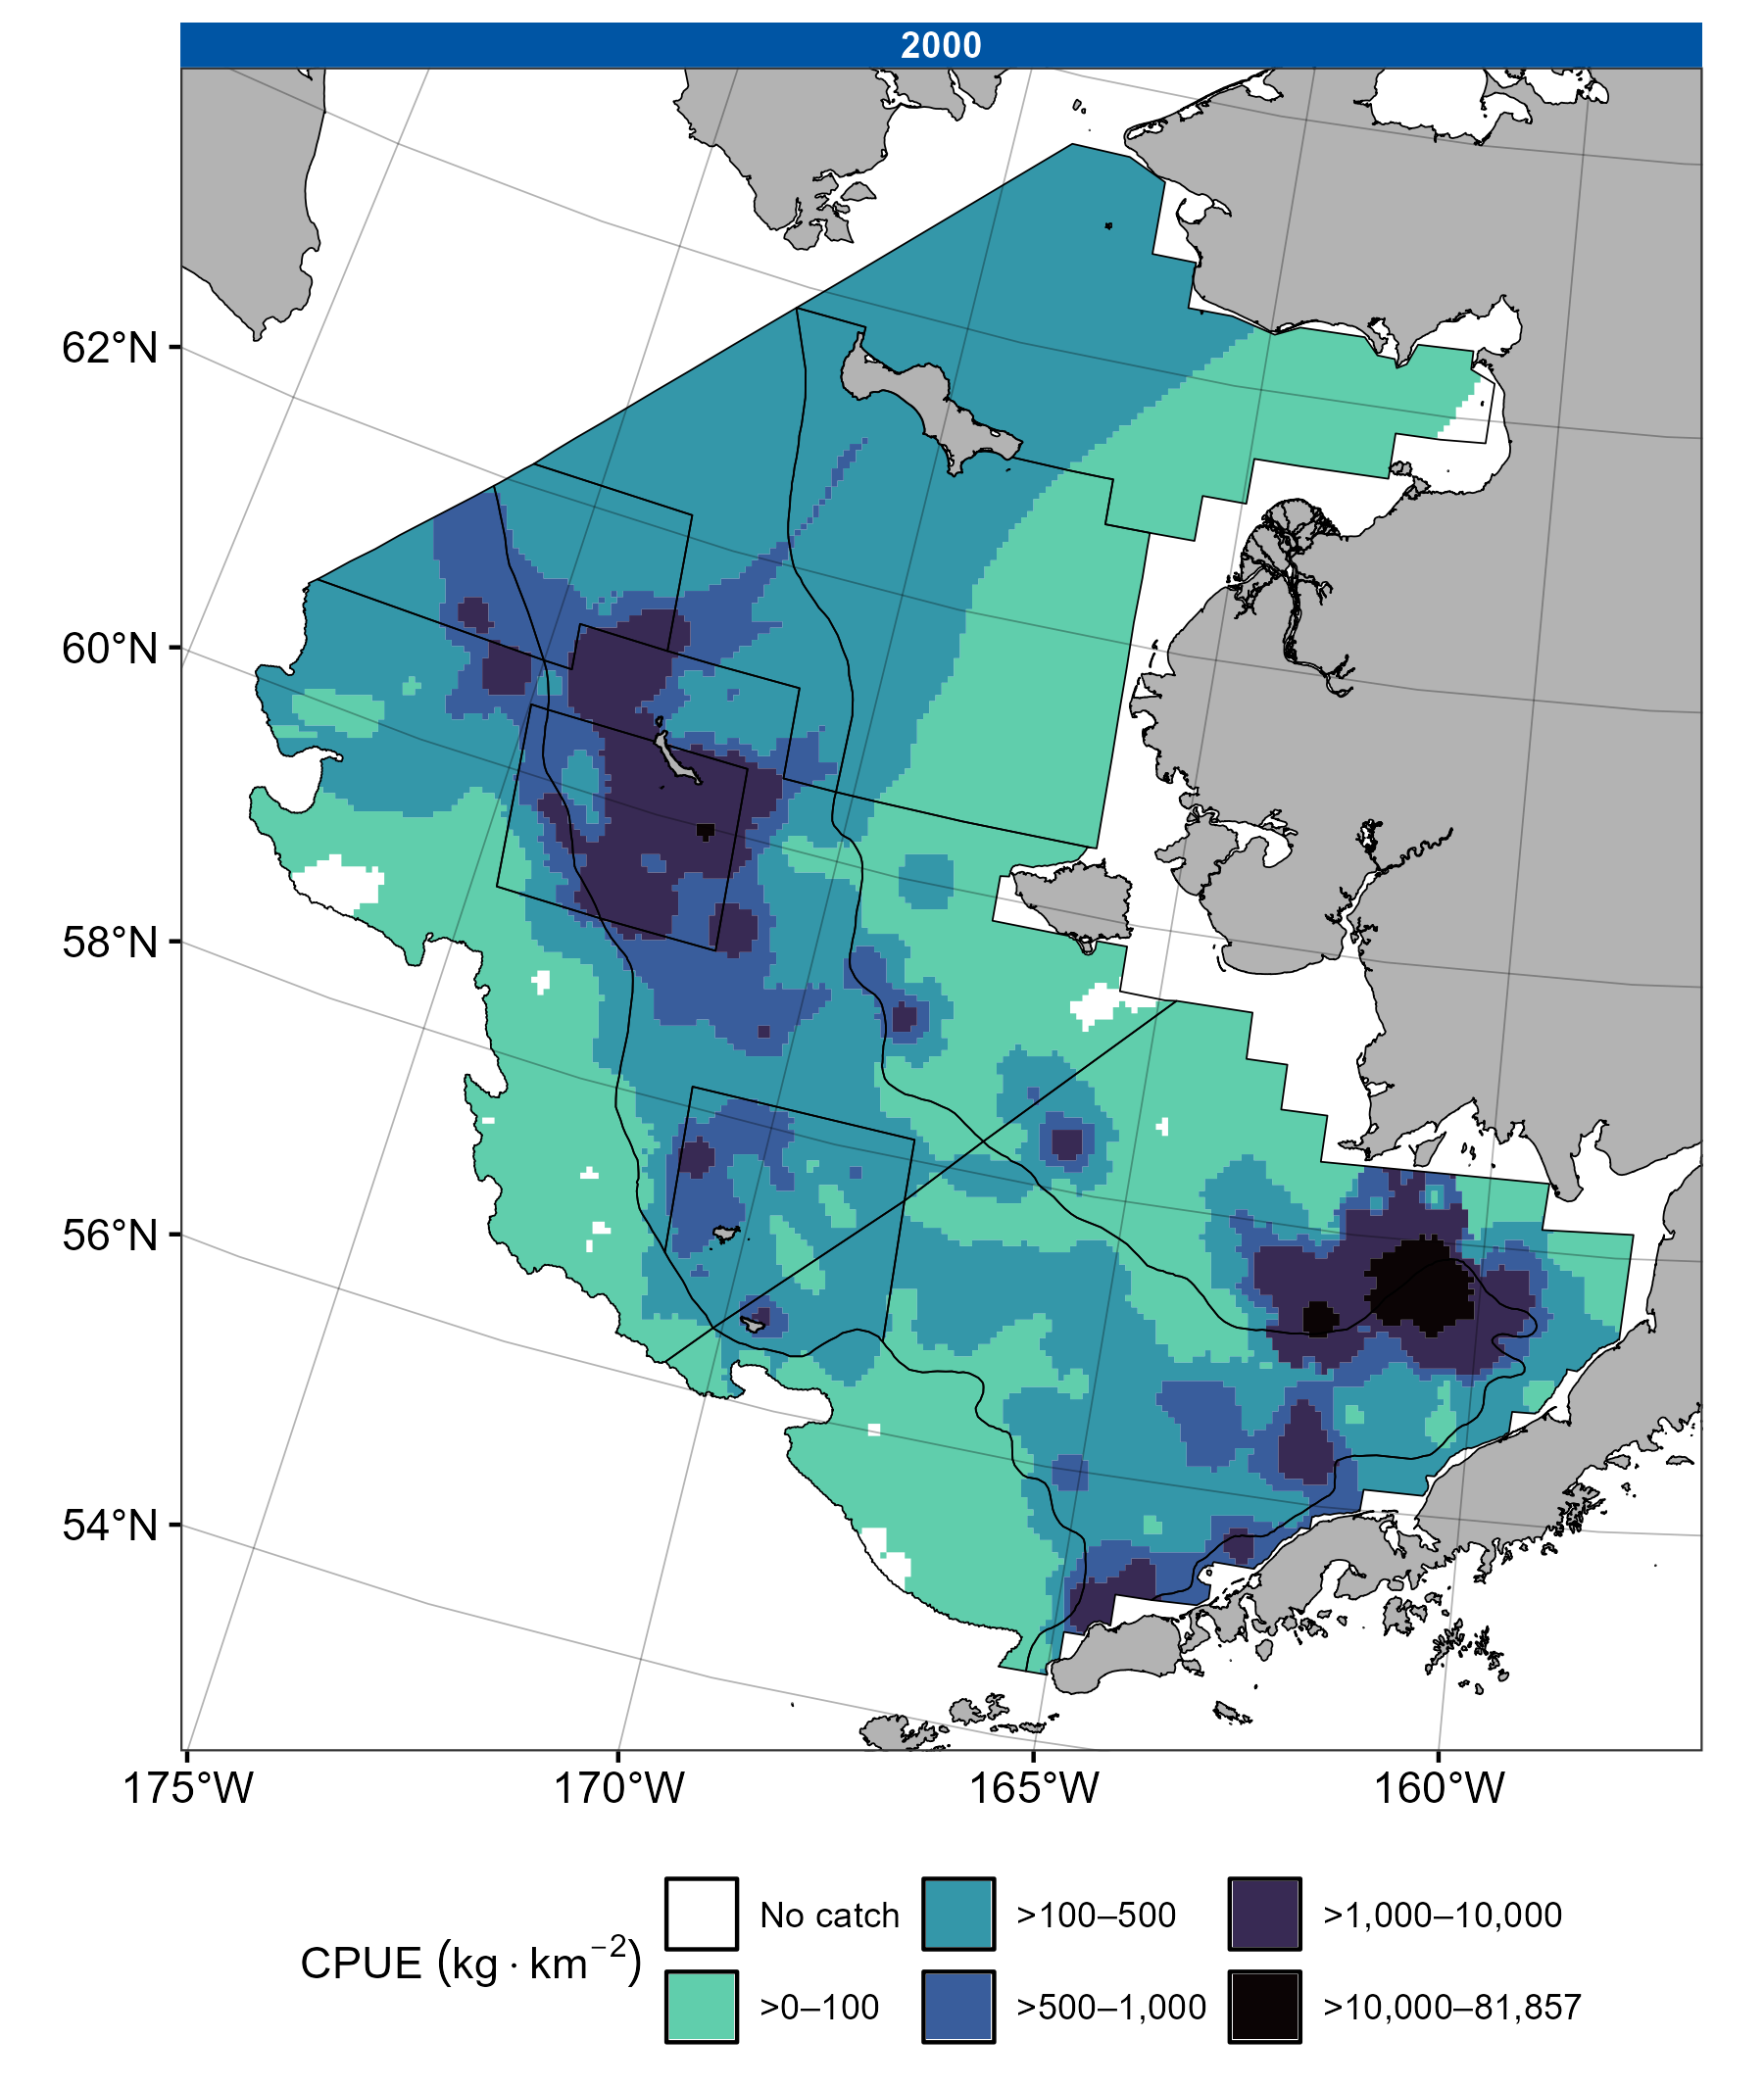 2000
62°N
60°N
58°N
56°N
54°N
175°W 170°W 165°W 160°W
CPUE (kg · km⁻²)
No catch >100–500 >1,000–10,000
>0–100 >500–1,000 >10,000–81,857